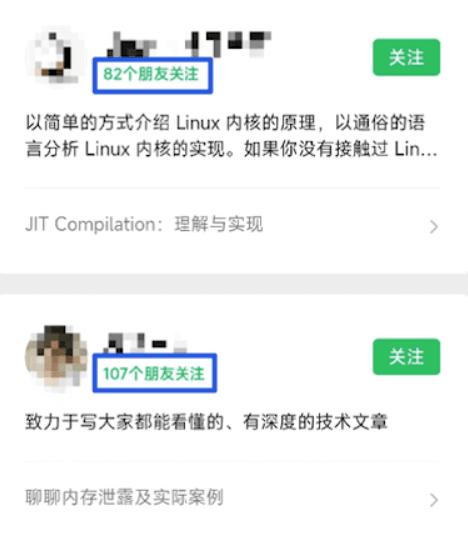 关注
82个朋友关注
以简单的方式介绍 Linux 内核的原理，以通俗的语
言分析 Linux 内核的实现。如果你没有接触过 Lin...
JIT Compilation：理解与实现
关注
107个朋友关注
致力于写大家都能看懂的、有深度的技术文章
聊聊内存泄露及实际案例